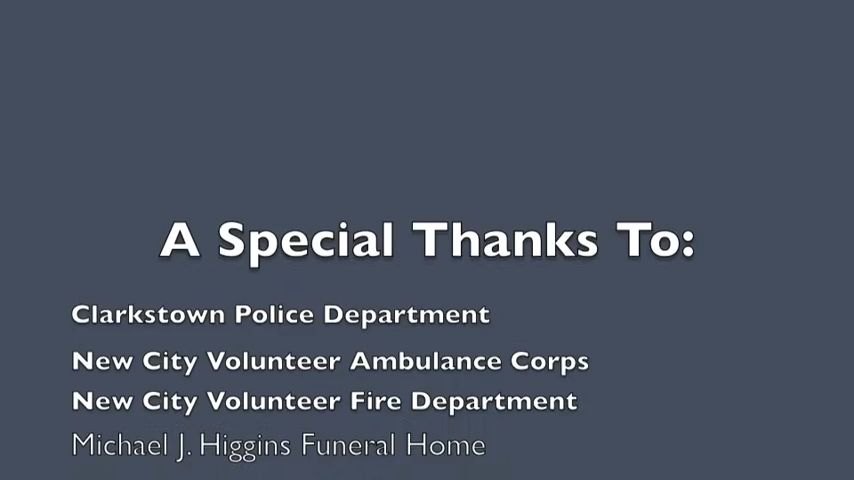 A Special Thanks To:
Clarkstown Police Department
New City Volunteer Ambulance Corps
New City Volunteer Fire Department
Michael J. Higgins Funeral Home